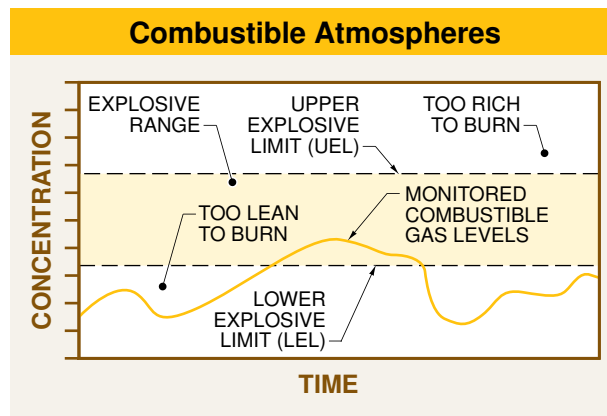 Combustible Atmospheres
EXPLOSIVE
RANGE
UPPER
EXPLOSIVE
LIMIT (UEL)
TOO RICH
TO BURN
CONCENTRATION
TOO LEAN
TO BURN
MONITORED
COMBUSTIBLE
GAS LEVELS
LOWER
EXPLOSIVE
LIMIT (LEL)
TIME